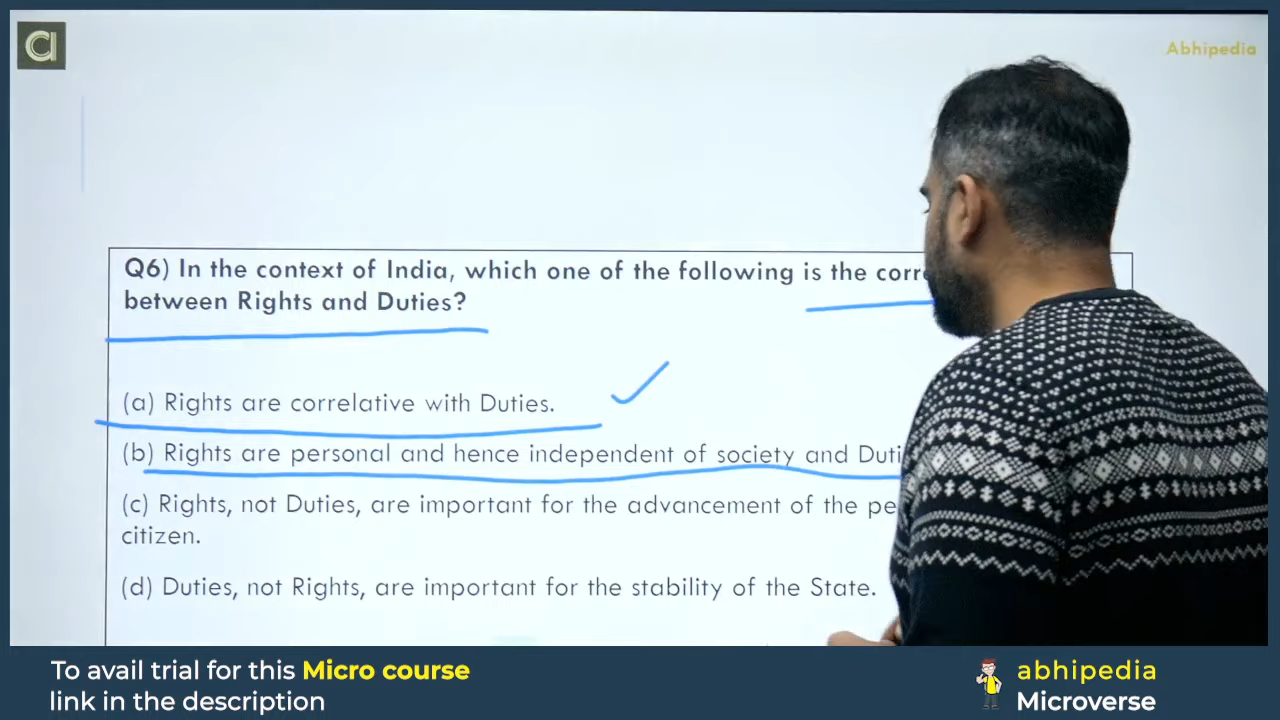 a
Abhipedia
Q6) In the context of India, which one of the following is the
between Rights and Duties?
(a) Rights are correlative with Duties.
(b) Rights are personal and hence independent of society and
(c) Rights, not Duties, are important for the advancement of the
citizen.
(d) Duties, not Rights, are important for the stability of the State.
To avail trial for this Micro course
link in the description
abhipedia
Microverse